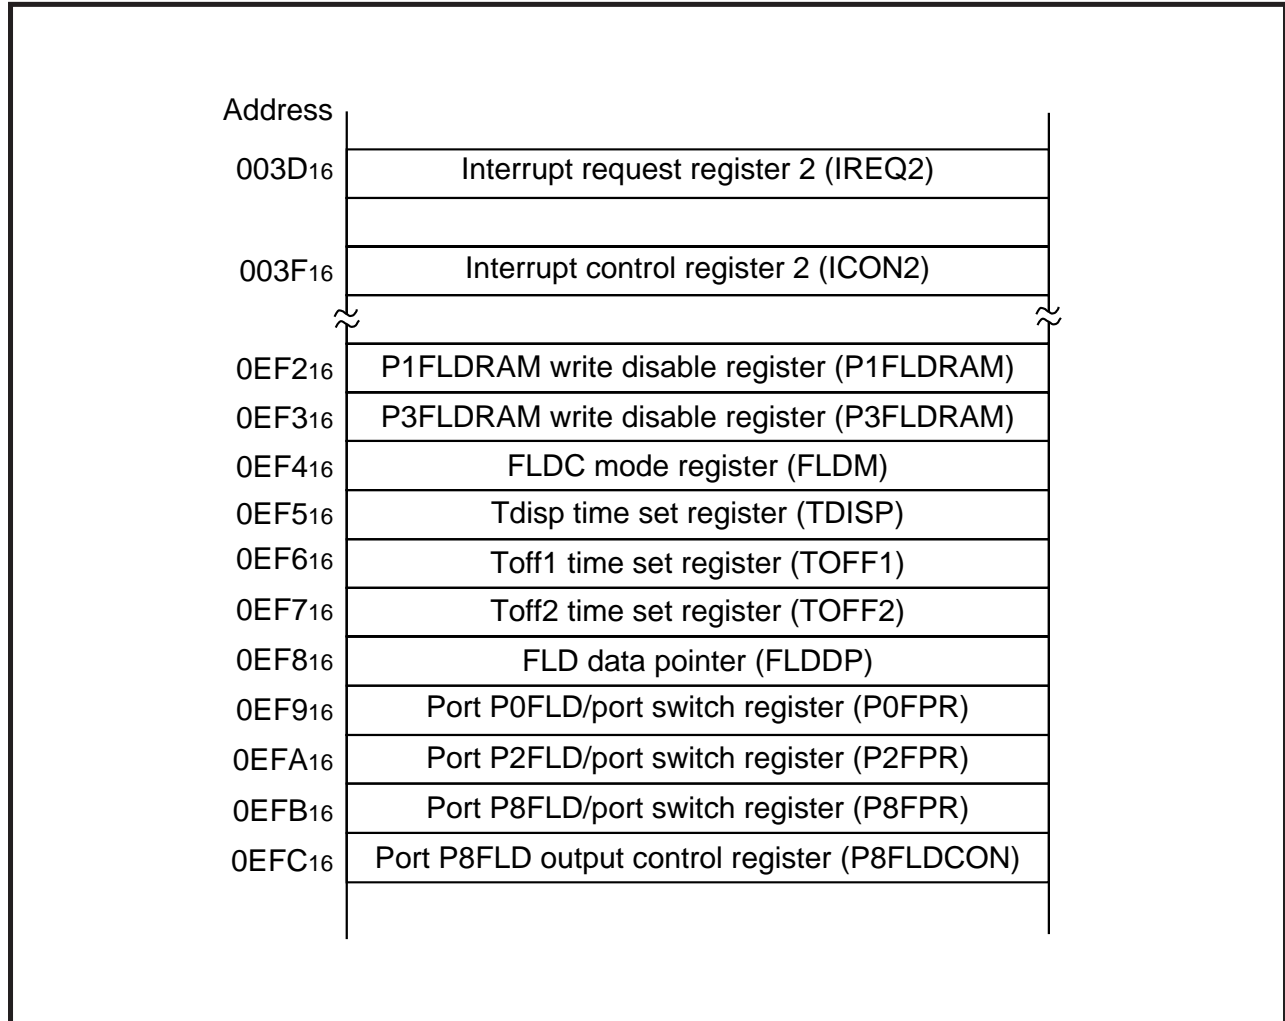 Address
003D16 Interrupt request register 2 (IREQ2)
003F16 Interrupt control register 2 (ICON2)
0EF216 P1FLDRAM write disable register (P1FLDRAM)
0EF316 P3FLDRAM write disable register (P3FLDRAM)
0EF416 FLDC mode register (FLDM)
0EF516 Tdisp time set register (TDISP)
0EF616 Toff1 time set register (TOFF1)
0EF716 Toff2 time set register (TOFF2)
0EF816 FLD data pointer (FLDDP)
0EF916 Port P0FLD/port switch register (P0FPR)
0EFA16 Port P2FLD/port switch register (P2FPR)
0EFB16 Port P8FLD/port switch register (P8FPR)
0EFC16 Port P8FLD output control register (P8FLDCON)